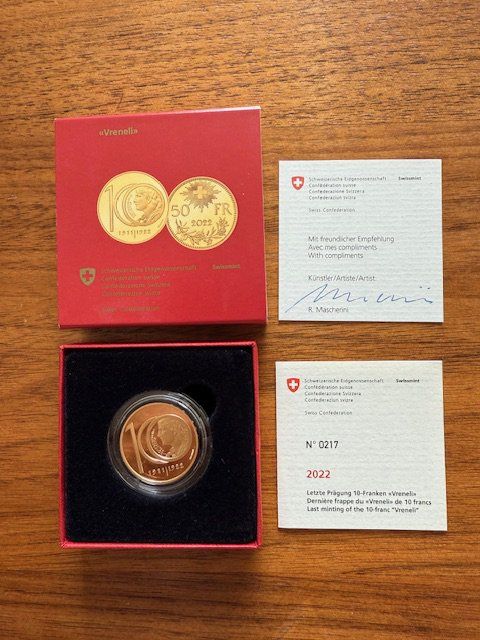 «Vreneli»
10
1911|1922
50 FR
2022
Schweizerische Eidgenossenschaft Swissmint
Confédération suisse
Confederazione Svizzera
Confederaziun svizra
Swiss Confederation
Schweizerische Eidgenossenschaft Swissmint
Confédération suisse
Confederazione Svizzera
Confederaziun svizra
Swiss Confederation
Mit freundlicher Empfehlung
Avec mes compliments
With compliments
Künstler/Artiste/Artist:
R. Mascherini
10
1911|1922
Schweizerische Eidgenossenschaft Swissmint
Confédération suisse
Confederazione Svizzera
Confederaziun svizra
Swiss Confederation
N° 0217
2022
Letzte Prägung 10-Franken «Vreneli»
Dernière frappe du «Vreneli» de 10 francs
Last minting of the 10-franc "Vreneli"